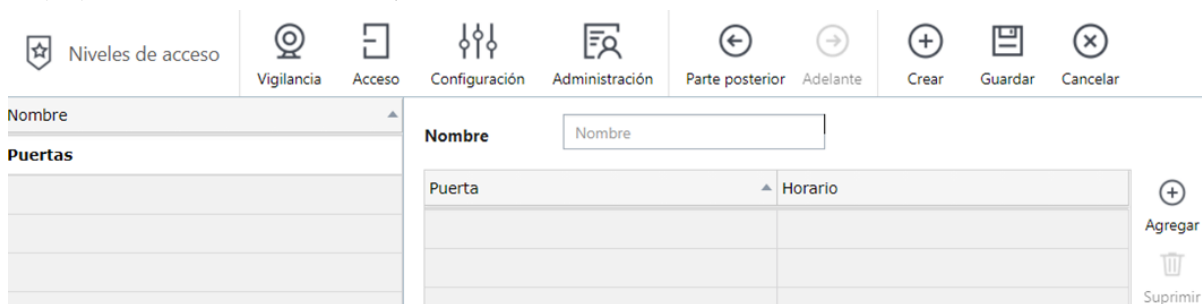 Niveles de acceso
Vigilancia Acceso Configuración Administración Parte posterior Adelante Crear Guardar Cancelar
Nombre
Puertas
Nombre Nombre
Puerta Horario
Agregar
Suprimir